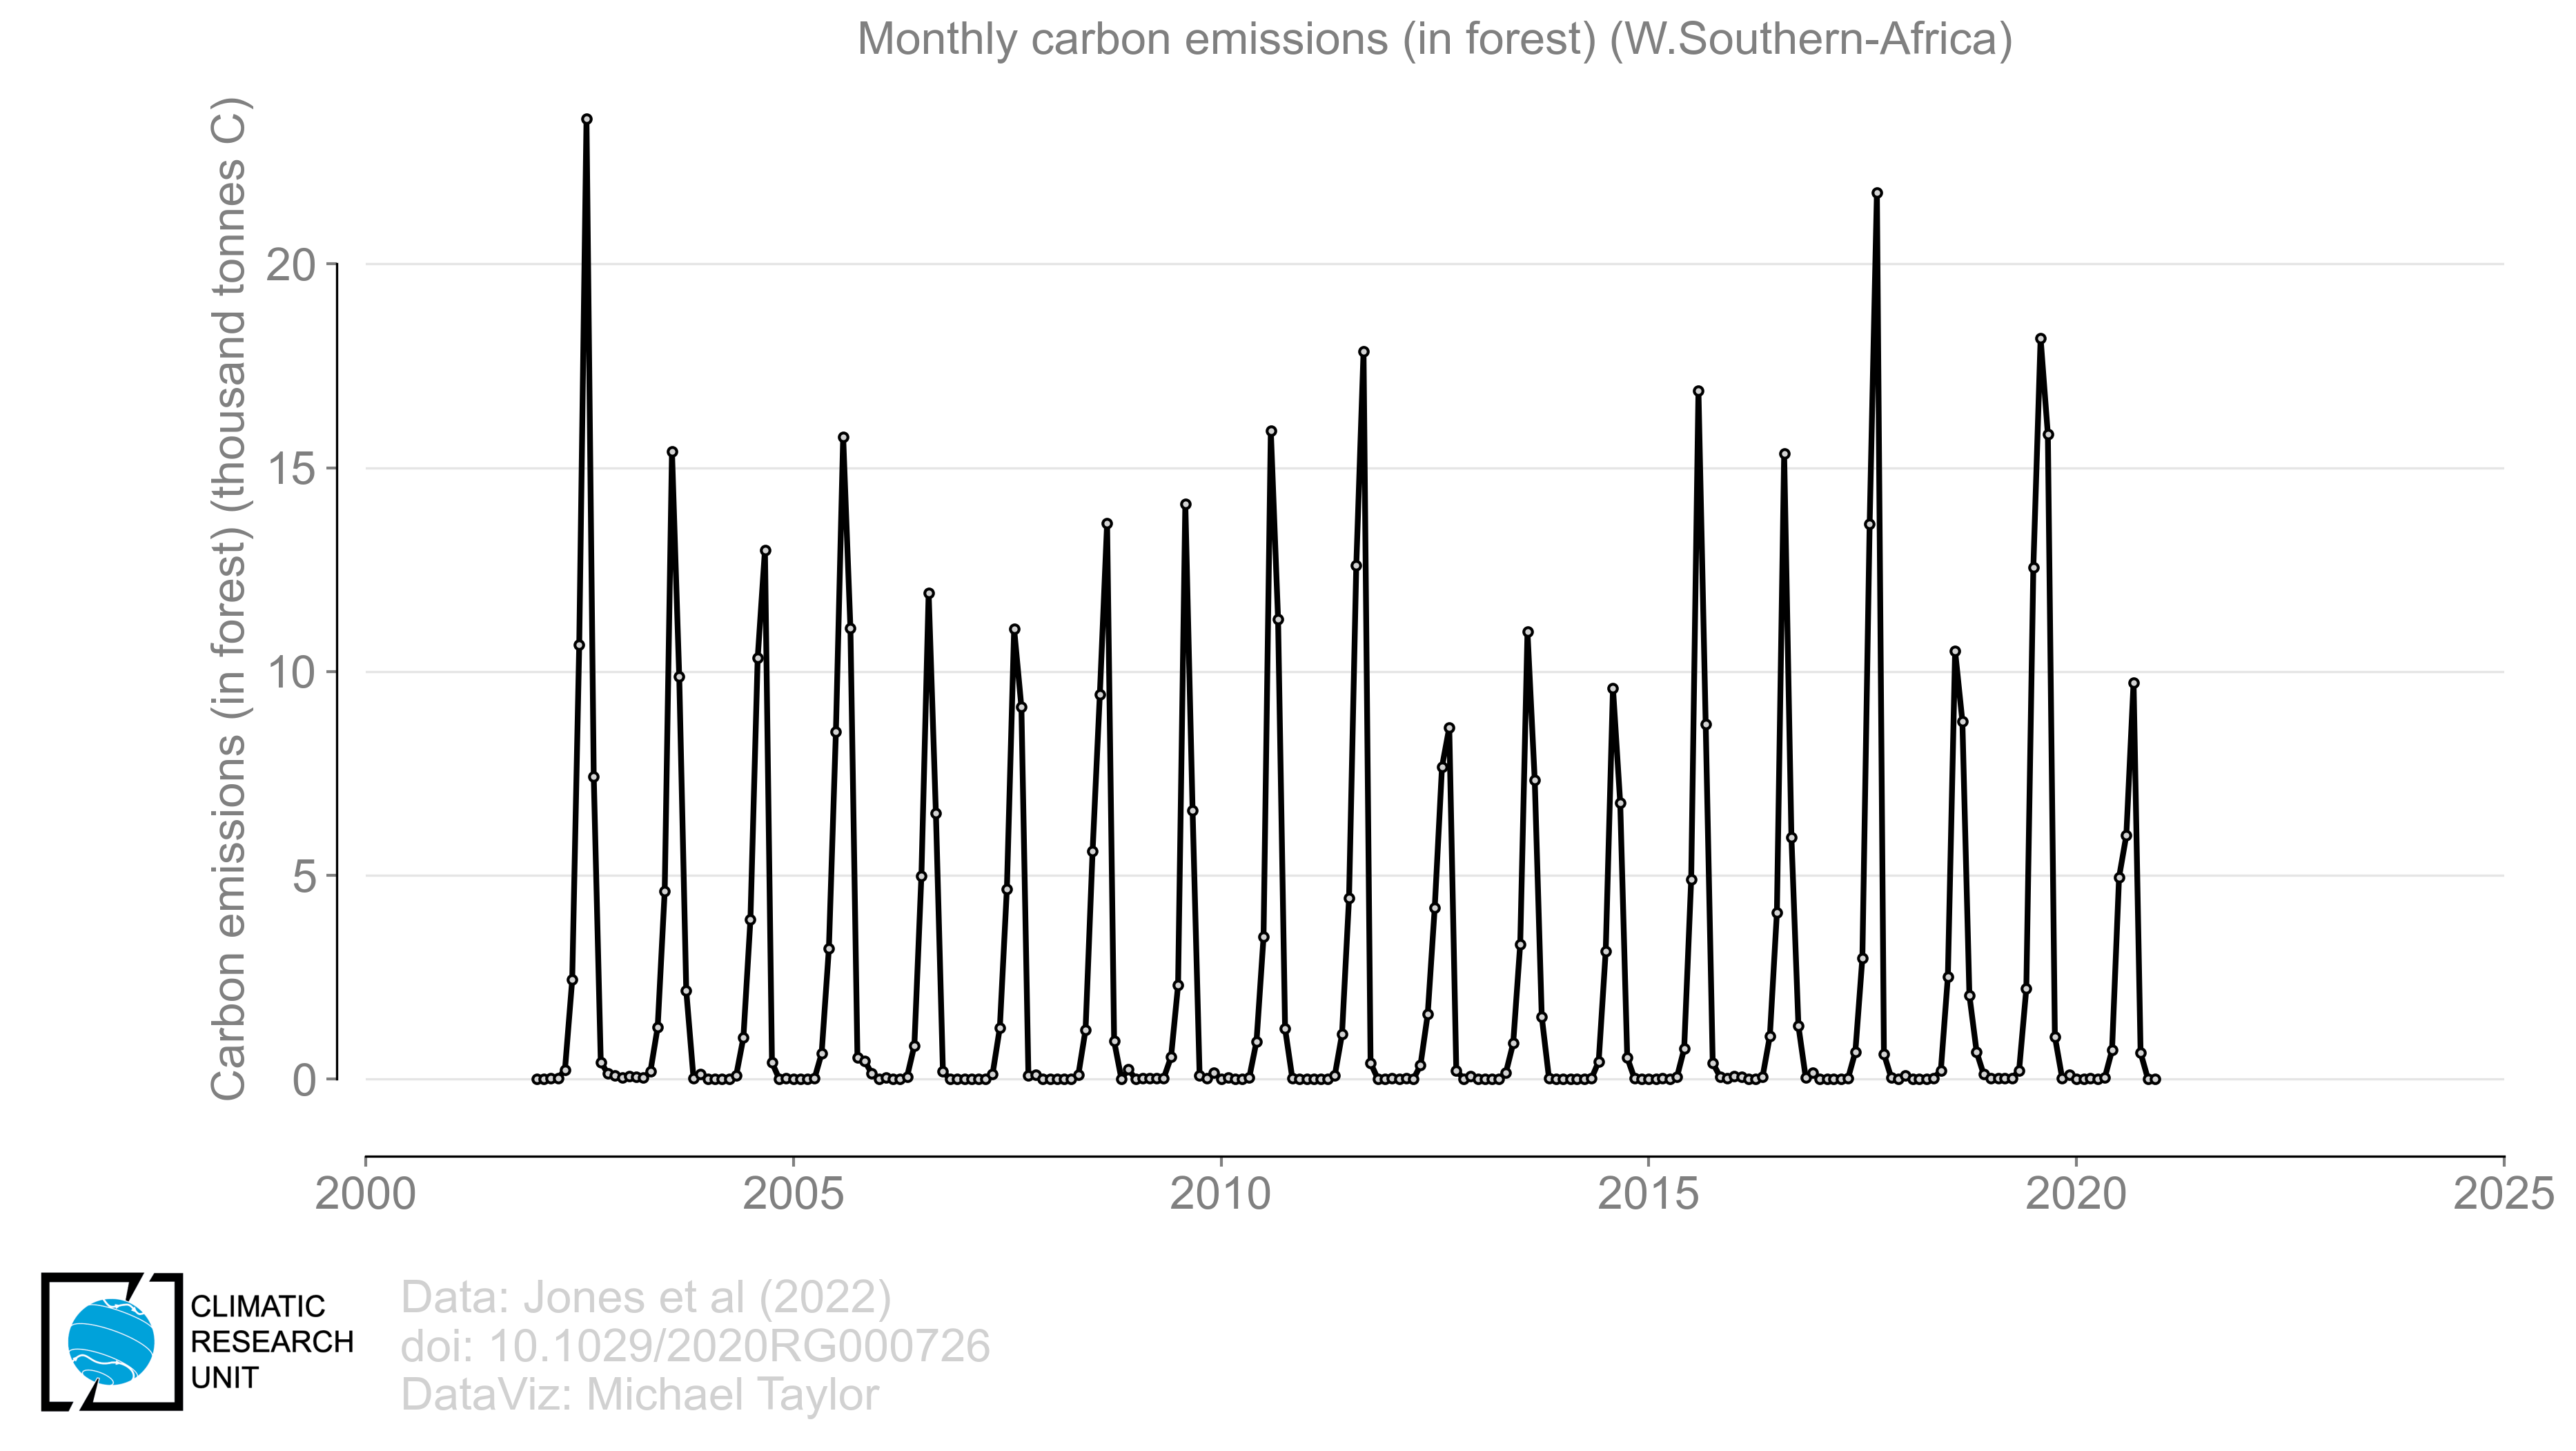 Monthly carbon emissions (in forest) (W.Southern-Africa)
Carbon emissions (in forest) (thousand tonnes C)
20
15
10
5
0
2000
2005
2010
2015
2020
2025
CLIMATIC
RESEARCH
UNIT
Data: Jones et al (2022)
doi: 10.1029/2020RG000726
DataViz: Michael Taylor